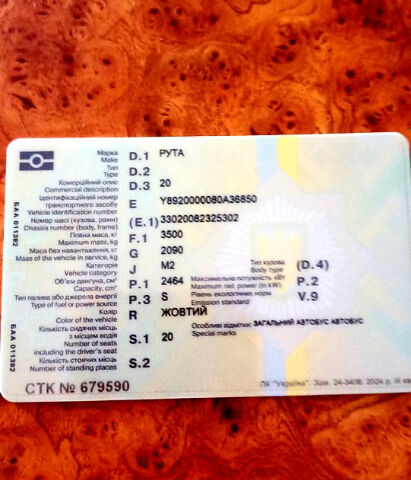 Марка D.1 РУТА
Make
Тип D.2
Type
Комерційний опис D.3 20
Commercial description
Ідентифікаційний номер
транспортного засобу E Y8920000080A36850
Vehicle identification number
Номер шасі (кузова, рами) (E.1) 33020082325302
Chassis number (body, frame)
Повна маса, кг F.1 3500
Maximum mass, kg
Маса без навантаження, кг G 2090
Mass of the vehicle in service, kg
Категорія J M2 Тип кузова (D.4)
Vehicle category Body type
Об'єм двигуна, см³ P.1 2464 Максимальна потужність кВт P.2
Capacity, cm³ Maximum net. power (in kW)
Тип палива або джерела енергії P.3 S Рівень екологічних норм V.9
Type of fuel or power source Emission standard
Колір R ЖОВТИЙ
Color of the vehicle
Кількість сидячих місць Особливі відмітки: ЗАГАЛЬНИЙ АВТОБУС АВТОБУС
з місцем водія S.1 20 Special marks
Number of seats
including the driver's seat
Кількість стоячих місць S.2
Number of standing places
СТК № 679590
ПК "Україна". Зам. 24-3408. 2024 р. III кв
БАА 011382
БАА 011382